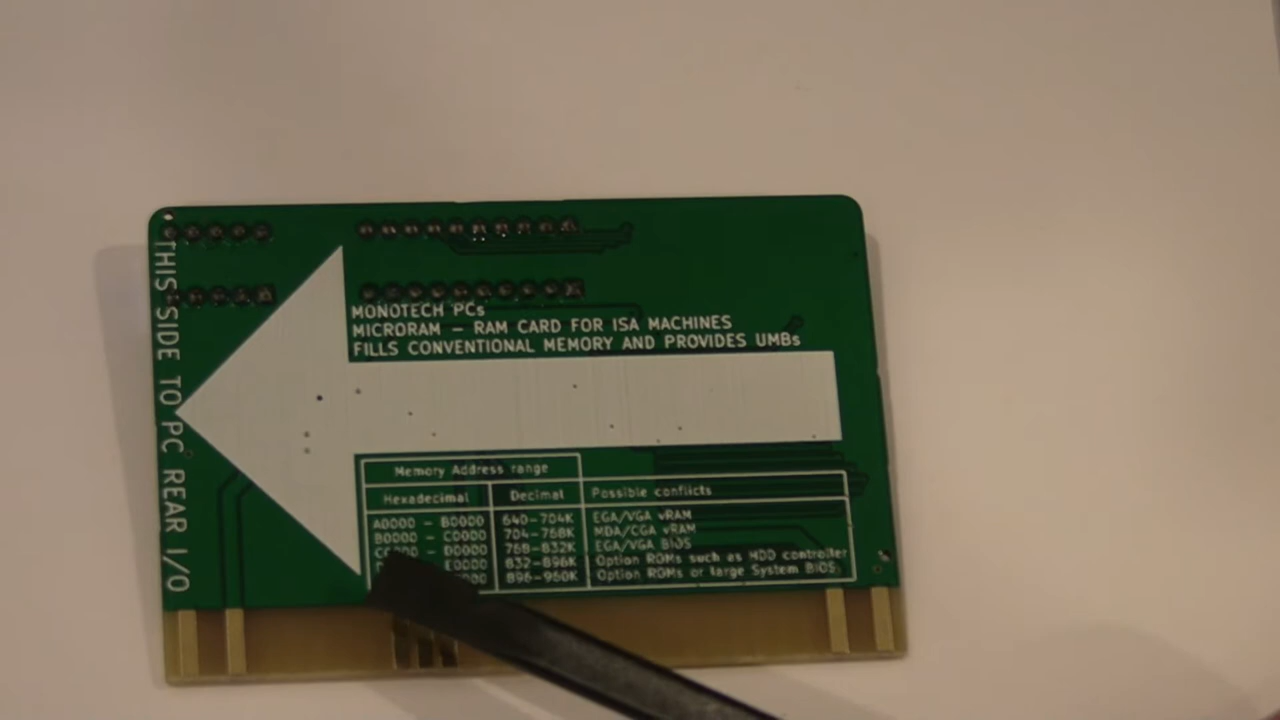 THIS SIDE TO PC REAR I/O
MONOTECH PCs
MICRORAM – RAM CARD FOR ISA MACHINES
FILLS CONVENTIONAL MEMORY AND PROVIDES UMBs
Memory Address range
Hexadecimal Decimal Possible conflicts
A0000 - B0000 640-704K EGA/VGA vRAM
B0000 - C0000 704-768K MDA/CGA vRAM
- D0000 768-832K EGA/VGA BIOS
E0000 832-896K Option ROMs such as HDD controller
896-960K Option ROMs or large System BIOS